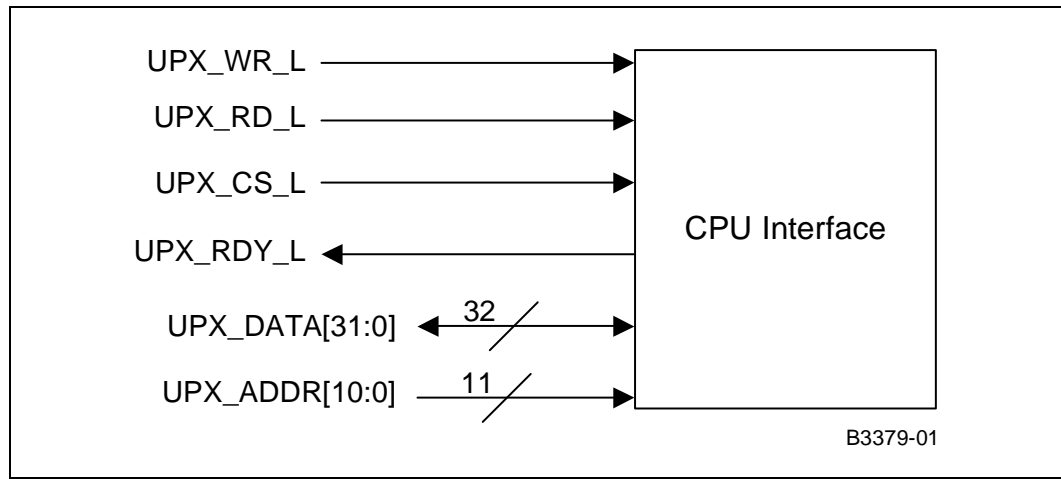 UPX_WR_L
UPX_RD_L
UPX_CS_L
UPX_RDY_L
CPU Interface
UPX_DATA[31:0] 32
UPX_ADDR[10:0] 11
B3379-01